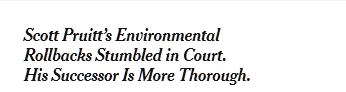 Scott Pruitt’s Environmental
Rollbacks Stumbled in Court.
His Successor Is More Thorough.